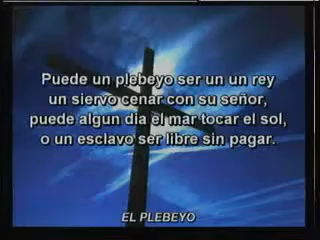 Puede un plebeyo ser un un rey
un siervo cenar con su señor,
puede algun dia el mar tocar el sol,
o un esclavo ser libre sin pagar.
EL PLEBEYO